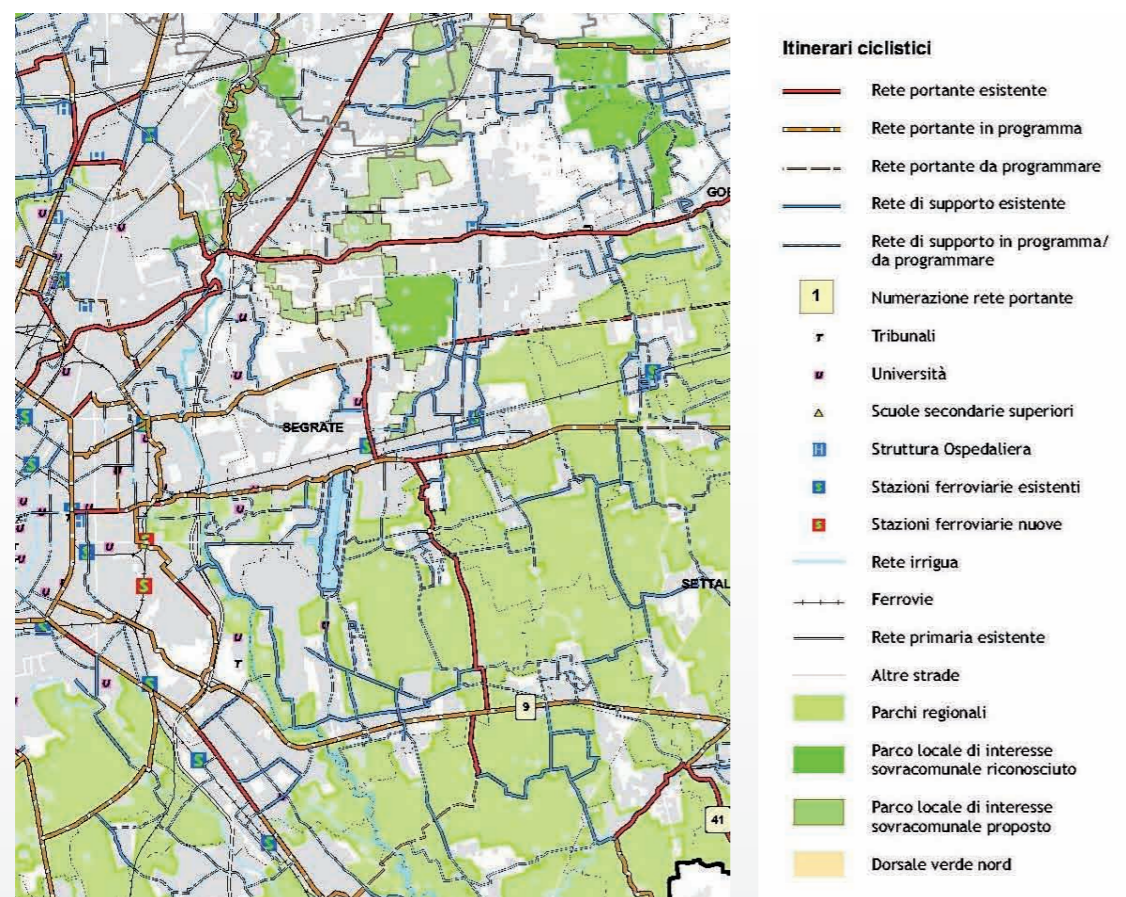 GOR
SEGRATE
SETTAL
9
41
Itinerari ciclistici
Rete portante esistente
Rete portante in programma
Rete portante da programmare
Rete di supporto esistente
Rete di supporto in programma/
da programmare
1
Numerazione rete portante
T
Tribunali
U
Università
Scuole secondarie superiori
H
Struttura Ospedaliera
S
Stazioni ferroviarie esistenti
S
Stazioni ferroviarie nuove
Rete irrigua
Ferrovie
Rete primaria esistente
Altre strade
Parchi regionali
Parco locale di interesse
sovracomunale riconosciuto
Parco locale di interesse
sovracomunale proposto
Dorsale verde nord